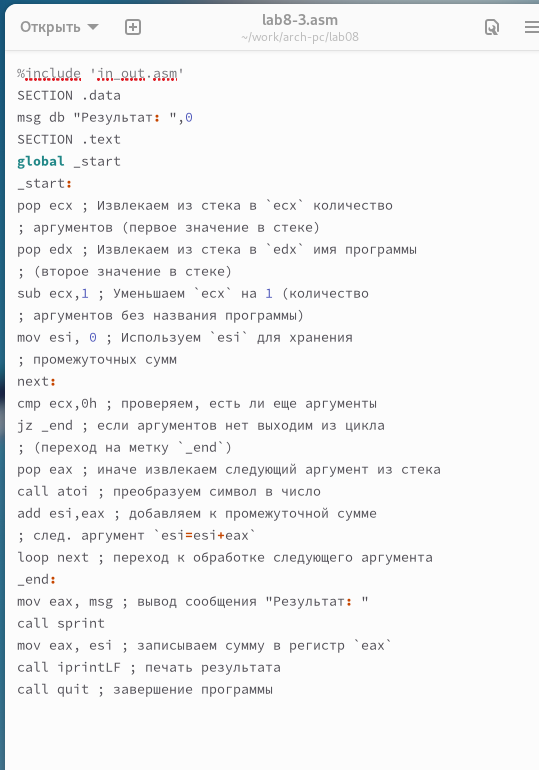 Открыть
lab8-3.asm
~/work/arch-pc/lab08
%include 'in_out.asm'
SECTION .data
msg db "Результат: ",0
SECTION .text
global _start
_start:
pop ecx ; Извлекаем из стека в `ecx` количество
; аргументов (первое значение в стеке)
pop edx ; Извлекаем из стека в `edx` имя программы
; (второе значение в стеке)
sub ecx,1 ; Уменьшаем `ecx` на 1 (количество
; аргументов без названия программы)
mov esi, 0 ; Используем `esi` для хранения
; промежуточных сумм
next:
cmp ecx,0h ; проверяем, есть ли еще аргументы
jz _end ; если аргументов нет выходим из цикла
; (переход на метку `_end`)
pop eax ; иначе извлекаем следующий аргумент из стека
call atoi ; преобразуем символ в число
add esi,eax ; добавляем к промежуточной сумме
; след. аргумент `esi=esi+eax`
loop next ; переход к обработке следующего аргумента
_end:
mov eax, msg ; вывод сообщения "Результат: "
call sprint
mov eax, esi ; записываем сумму в регистр `eax`
call iprintLF ; печать результата
call quit ; завершение программы